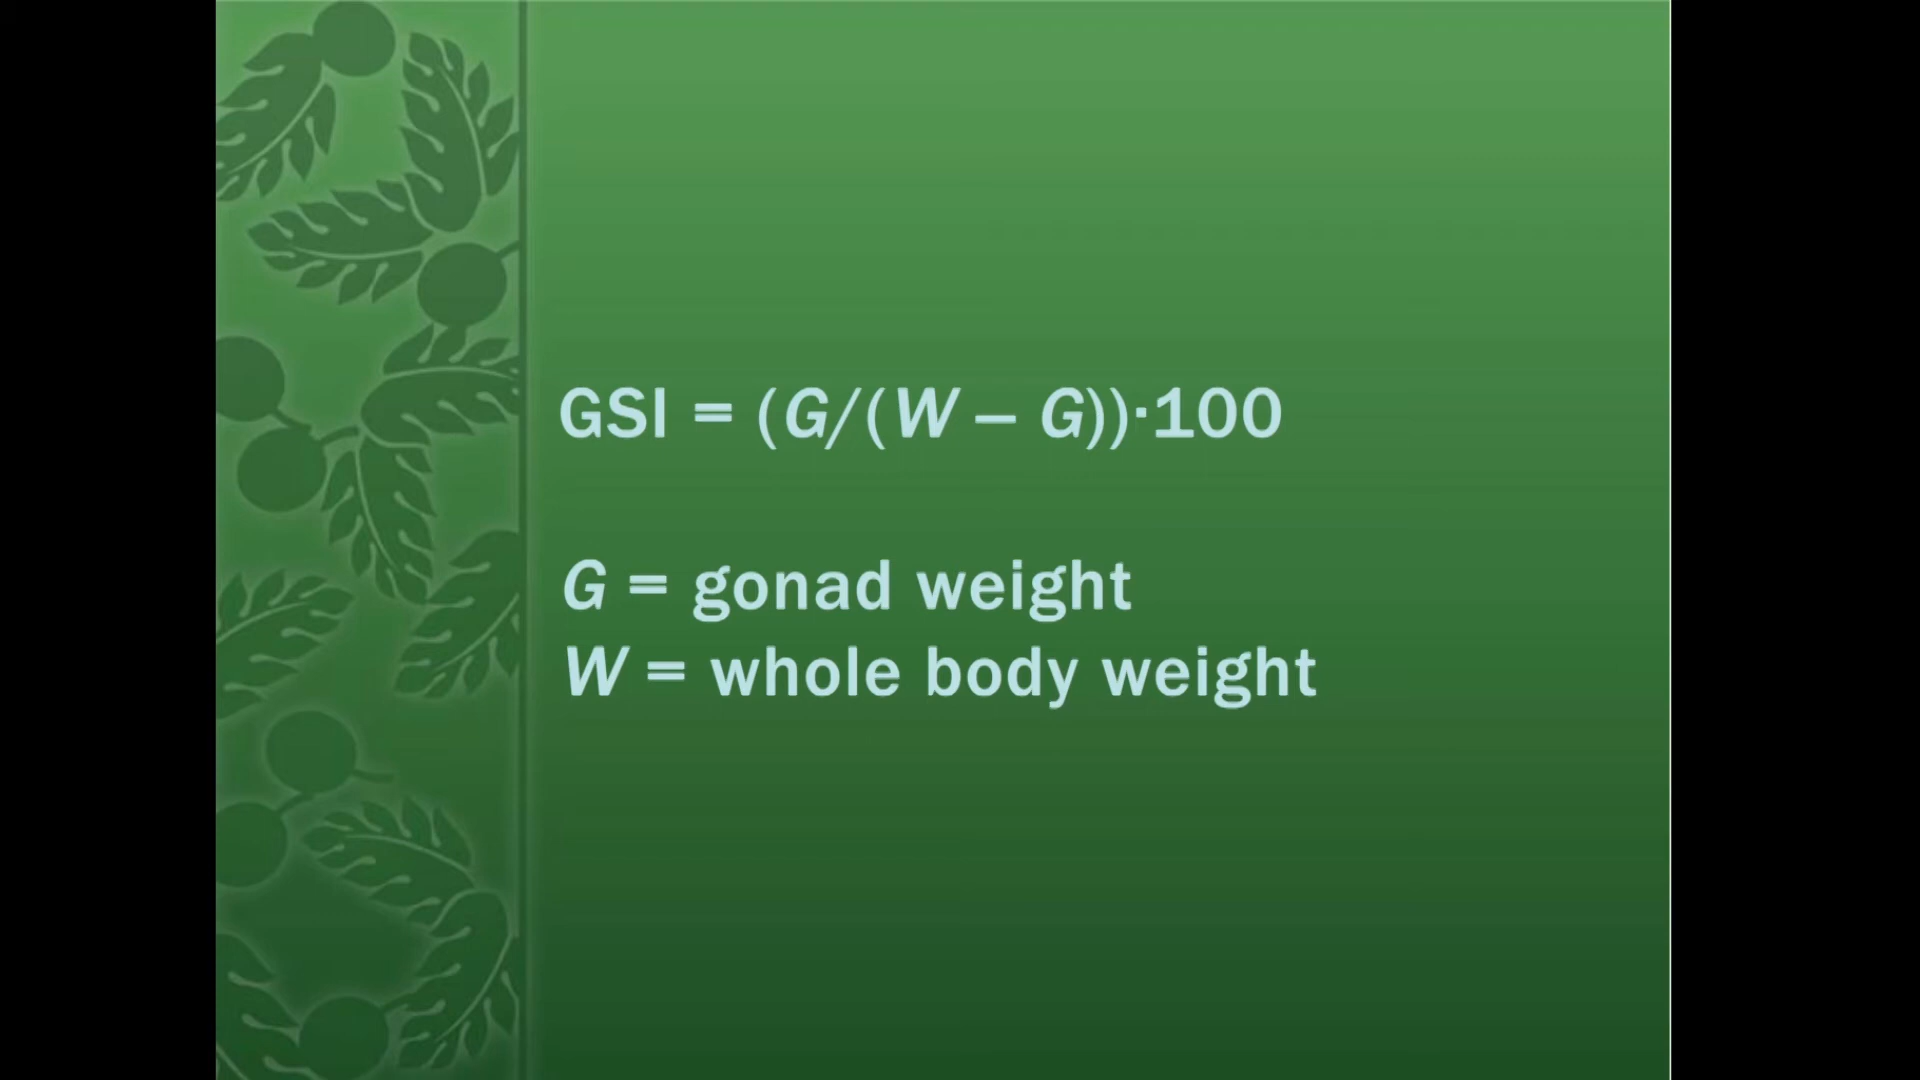 GSI = (G/(W – G))·100
G = gonad weight
W = whole body weight